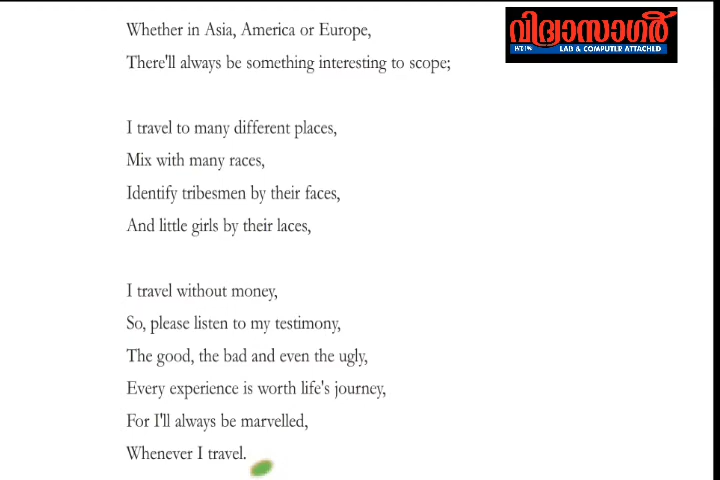 Whether in Asia, America or Europe,
There'll always be something interesting to scope;
I travel to many different places,
Mix with many races,
Identify tribesmen by their faces,
And little girls by their laces,
I travel without money,
So, please listen to my testimony,
The good, the bad and even the ugly,
Every experience is worth life's journey,
For I'll always be marvelled,
Whenever I travel.
വിദ്യാസാഗർ
LAB & COMPUTER ATTACHED